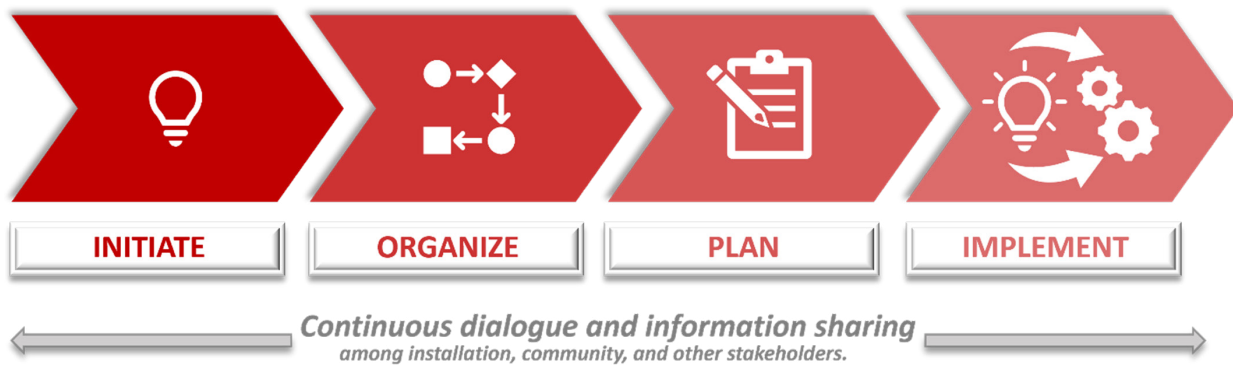 INITIATE
ORGANIZE
PLAN
IMPLEMENT
Continuous dialogue and information sharing
among installation, community, and other stakeholders.